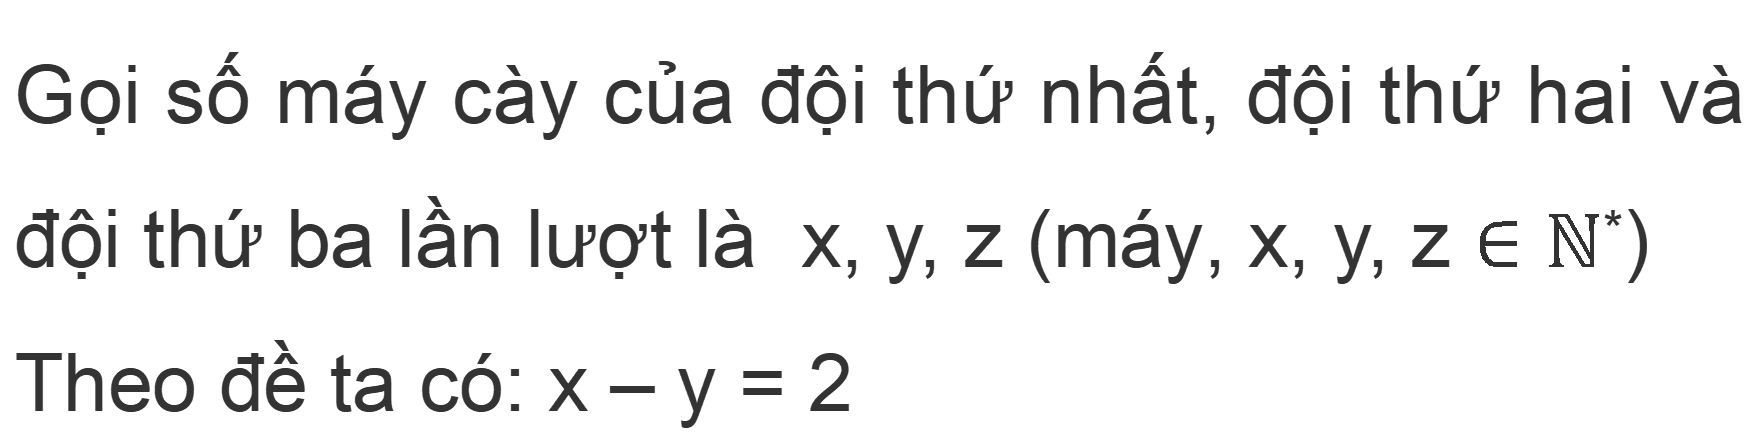 Gọi số máy cày của đội thứ nhất, đội thứ hai và
đội thứ ba lần lượt là x, y, z (máy, x, y, z ∈ ℕ*)
Theo đề ta có: x – y = 2